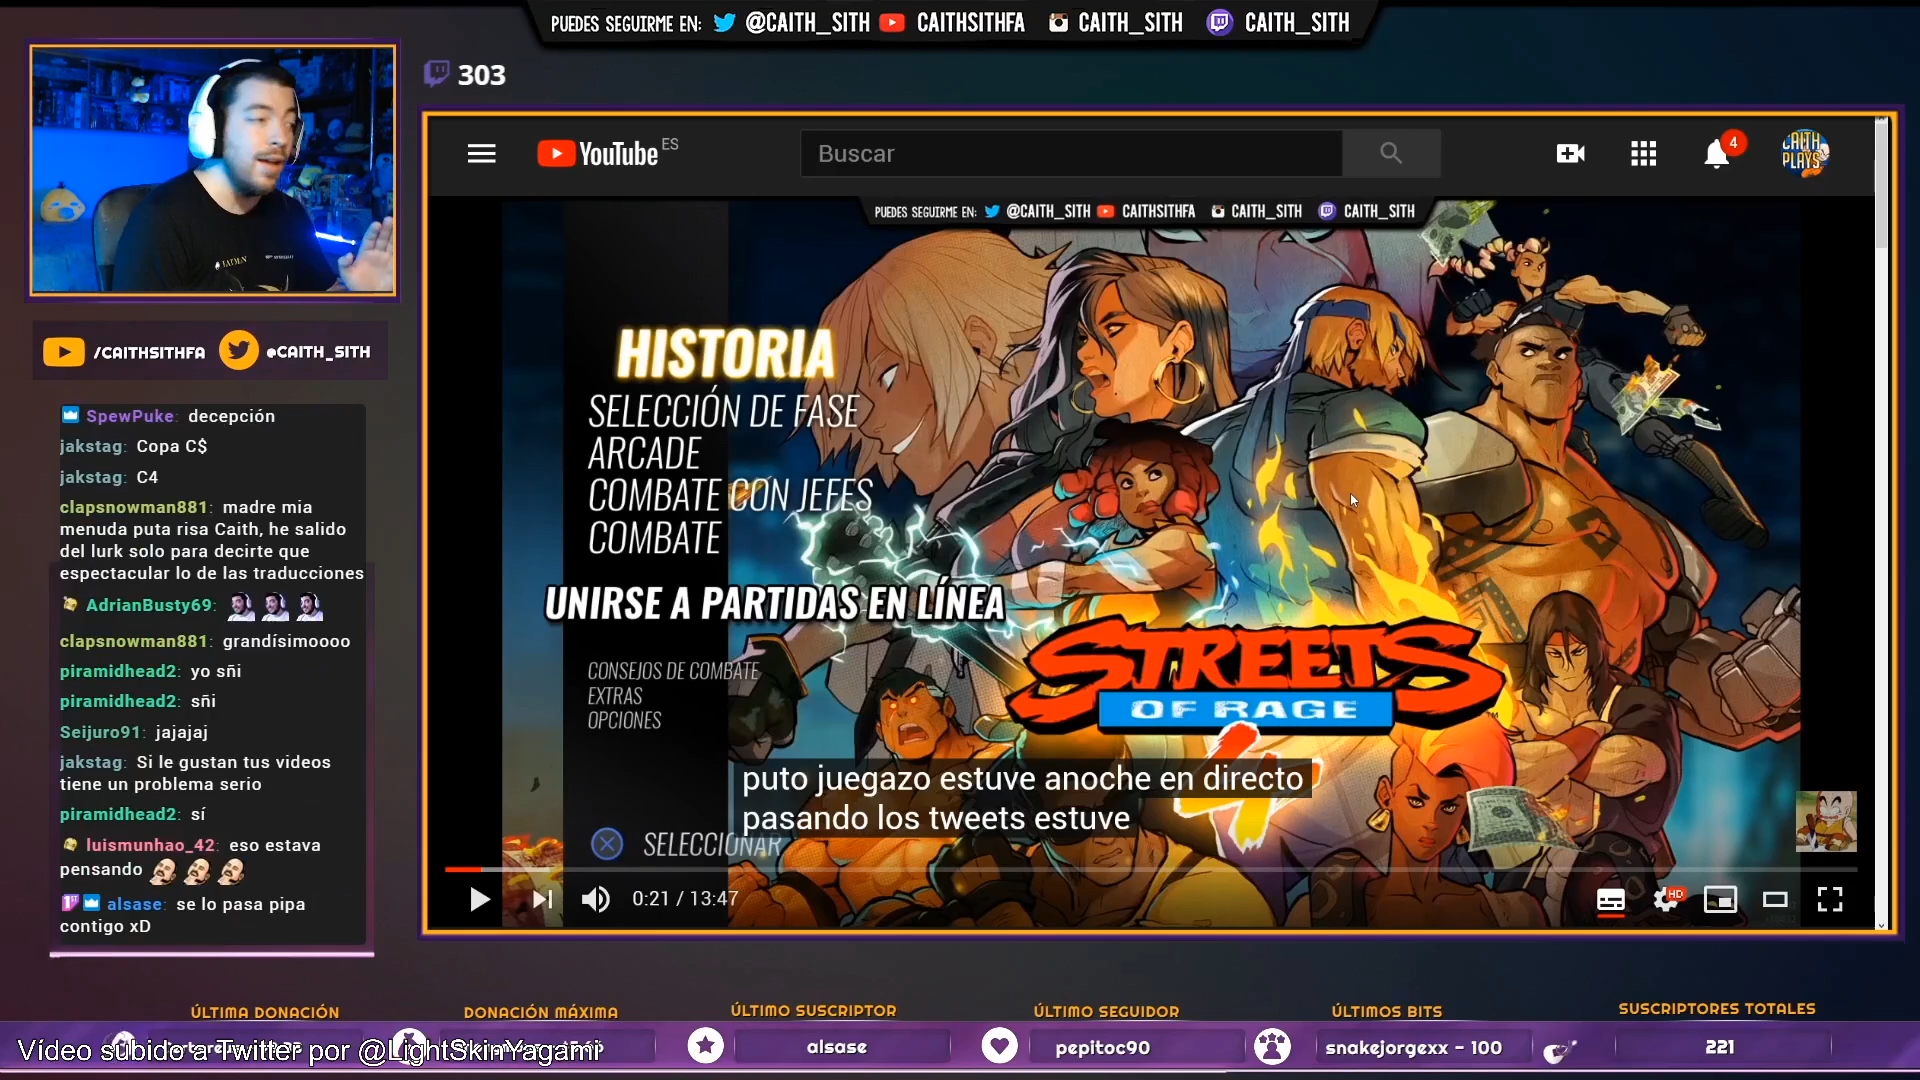 PUEDES SEGUIRME EN: @CAITH_SITH CAITHSITHFA CAITH_SITH CAITH_SITH
303
YouTube ES
Buscar
4
CAITH PLAYS
PUEDES SEGUIRME EN: @CAITH_SITH CAITHSITHFA CAITH_SITH CAITH_SITH
HISTORIA
SELECCIÓN DE FASE
ARCADE
COMBATE CON JEFES
COMBATE
UNIRSE A PARTIDAS EN LÍNEA
CONSEJOS DE COMBATE
EXTRAS
OPCIONES
STREETS
OF RAGE
4
puto juegazo estuve anoche en directo
pasando los tweets estuve
SELECCIONAR
0:21 / 13:47
HD
/CAITHSITHFA @CAITH_SITH
SpewPuke: decepción
jakstag: Copa C$
jakstag: C4
clapsnowman881: madre mia
menuda puta risa Caith, he salido
del lurk solo para decirte que
espectacular lo de las traducciones
AdrianBusty69:
clapsnowman881: grandísimoooo
piramidhead2: yo sñi
piramidhead2: sñi
Seijuro91: jajajaj
jakstag: Si le gustan tus videos
tiene un problema serio
piramidhead2: sí
luismunhao_42: eso estava
pensando
1ST alsase: se lo pasa pipa
contigo xD
ÚLTIMA DONACIÓN
DONACIÓN MÁXIMA
ÚLTIMO SUSCRIPTOR
alsase
ÚLTIMO SEGUIDOR
pepitoc90
ÚLTIMOS BITS
snakejorgexx - 100
SUSCRIPTORES TOTALES
221
Vídeo subido a Twitter por @LightSkinYagami